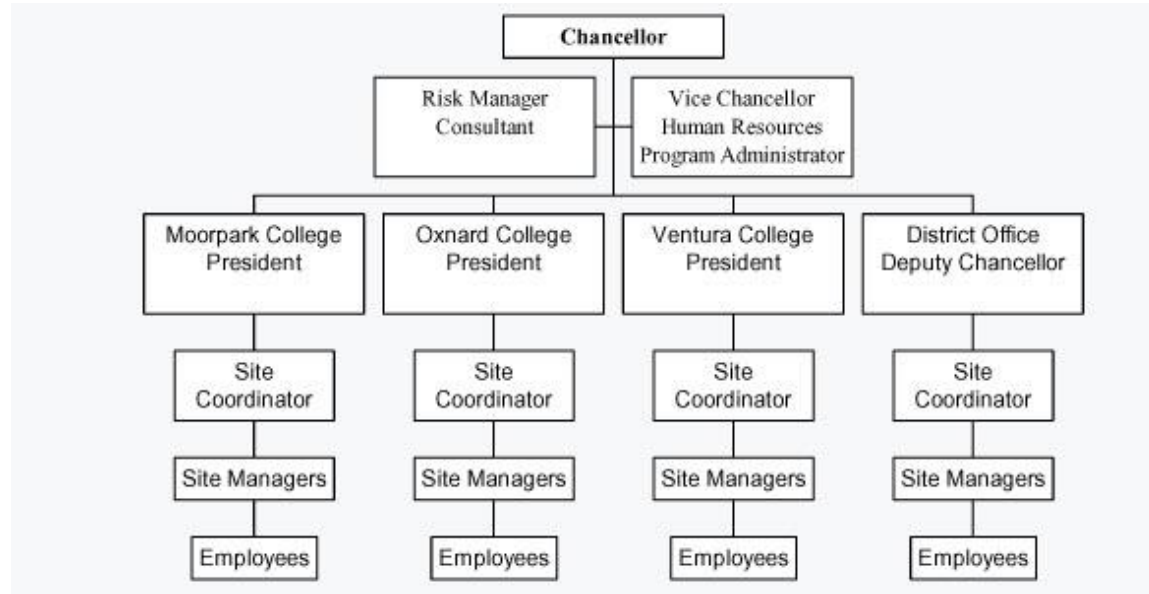 Chancellor
Risk Manager
Consultant
Vice Chancellor
Human Resources
Program Administrator
Moorpark College
President
Oxnard College
President
Ventura College
President
District Office
Deputy Chancellor
Site
Coordinator
Site
Coordinator
Site
Coordinator
Site
Coordinator
Site Managers
Site Managers
Site Managers
Site Managers
Employees
Employees
Employees
Employees